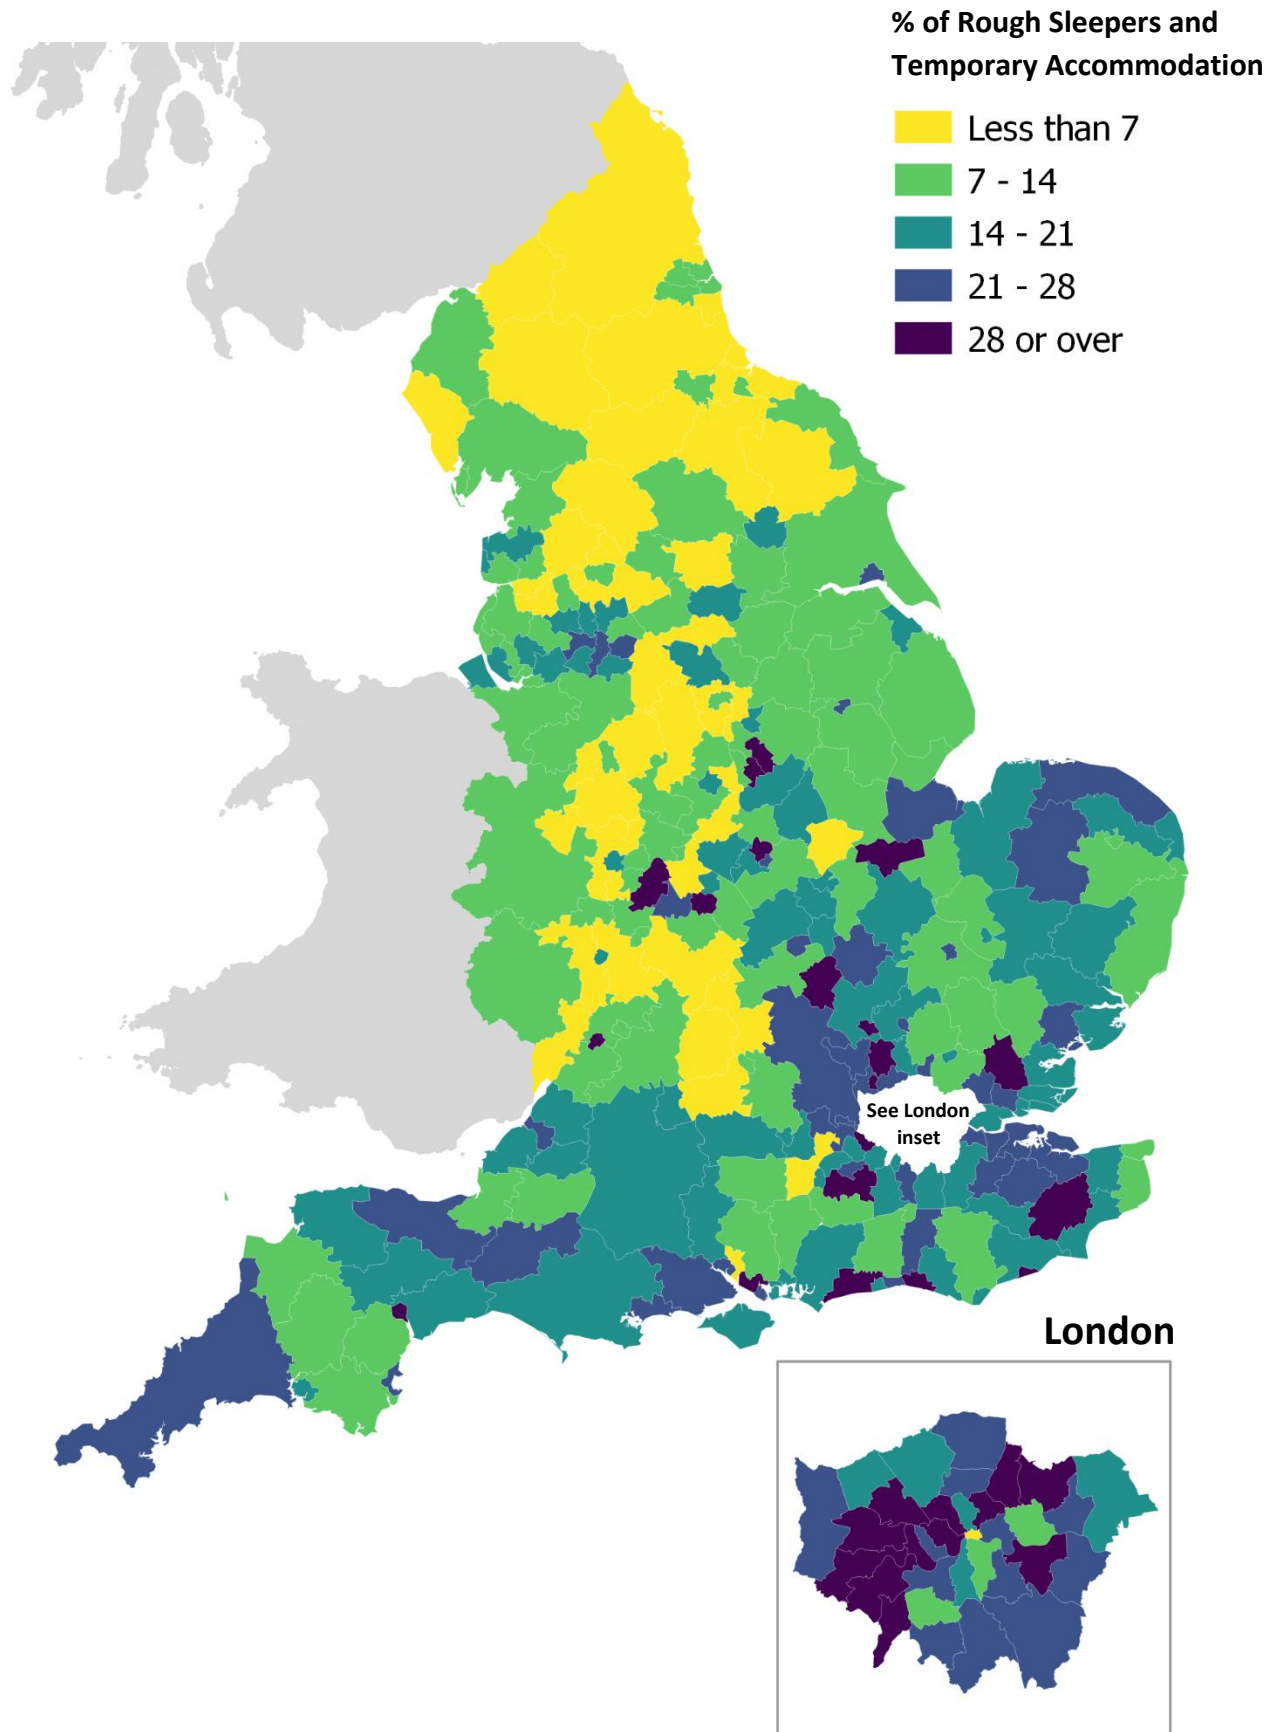 % of Rough Sleepers and
Temporary Accommodation
Less than 7
7 - 14
14 - 21
21 - 28
28 or over
See London
inset
London